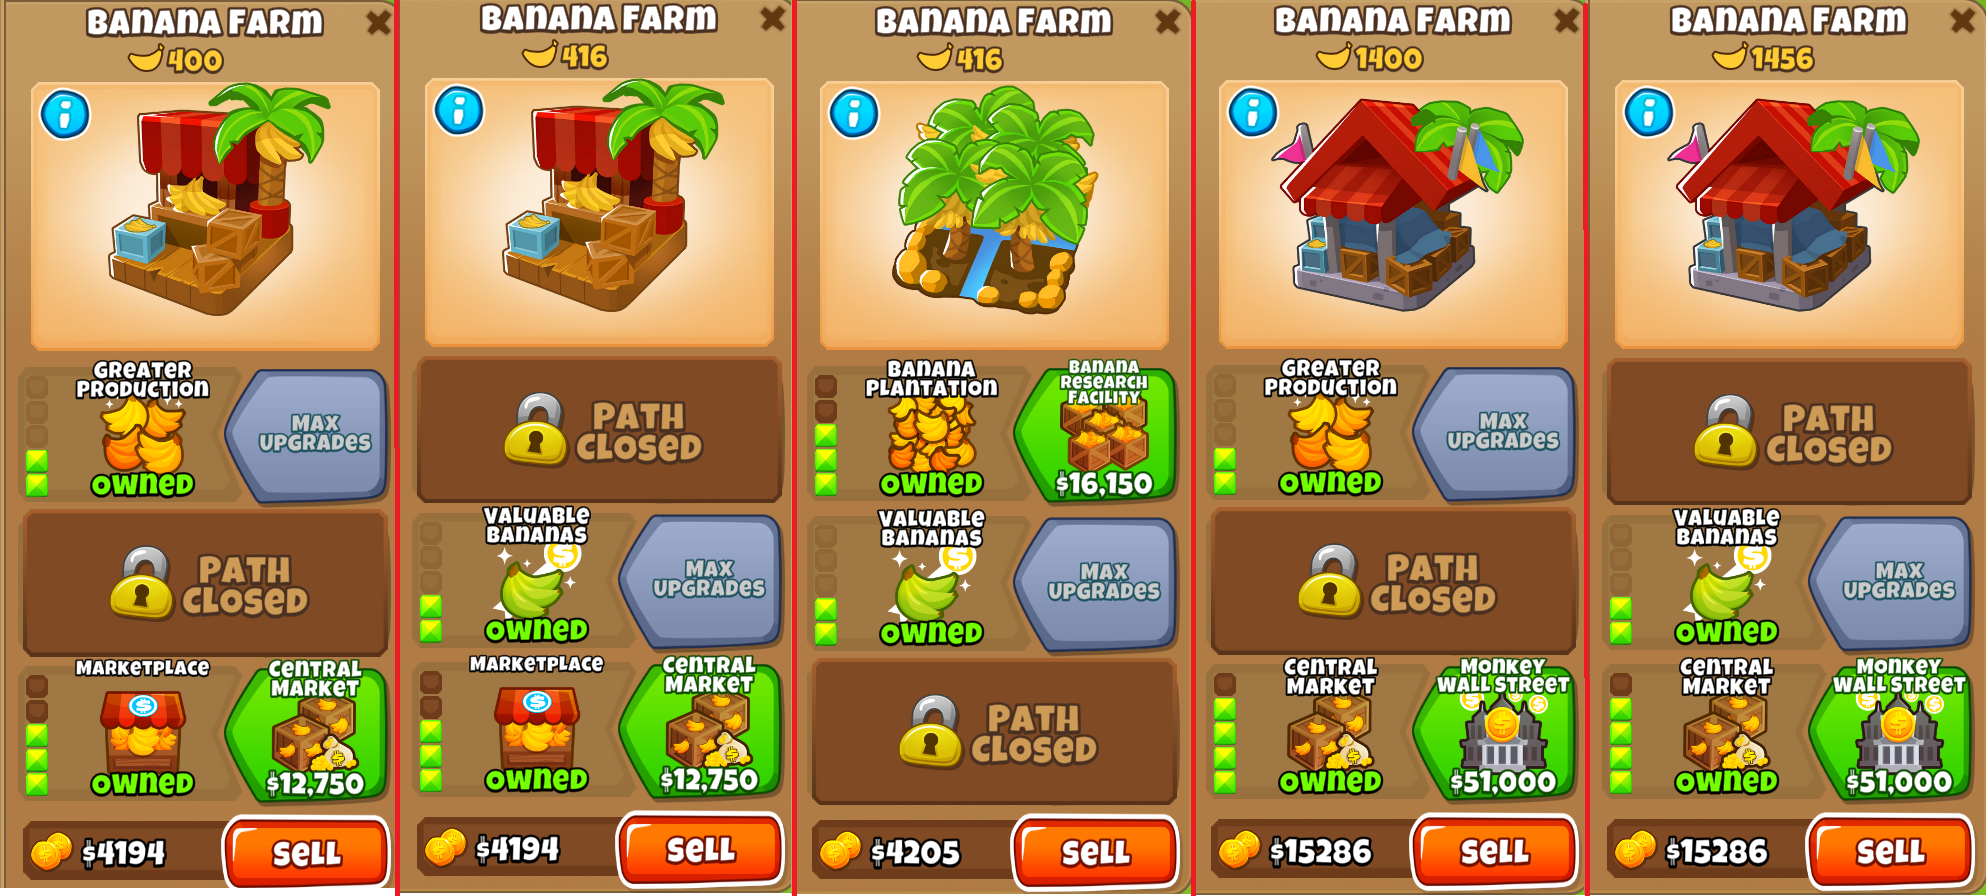 BANANA FARM
400
GREATER
PRODUCTION
OWNED
MAX
UPGRADES
PATH
CLOSED
MARKETPLACE
OWNED
CENTRAL
MARKET
$12,750
$4194
SELL
BANANA FARM
416
PATH
CLOSED
VALUABLE
BANANAS
OWNED
MAX
UPGRADES
MARKETPLACE
OWNED
CENTRAL
MARKET
$12,750
$4194
SELL
BANANA FARM
416
BANANA
PLANTATION
OWNED
BANANA
RESEARCH
FACILITY
$16,150
VALUABLE
BANANAS
OWNED
MAX
UPGRADES
PATH
CLOSED
$4205
SELL
BANANA FARM
1400
GREATER
PRODUCTION
OWNED
MAX
UPGRADES
PATH
CLOSED
CENTRAL
MARKET
OWNED
MONKEY
WALL STREET
$51,000
$15286
SELL
BANANA FARM
1456
PATH
CLOSED
VALUABLE
BANANAS
OWNED
MAX
UPGRADES
CENTRAL
MARKET
OWNED
MONKEY
WALL STREET
$51,000
$15286
SELL